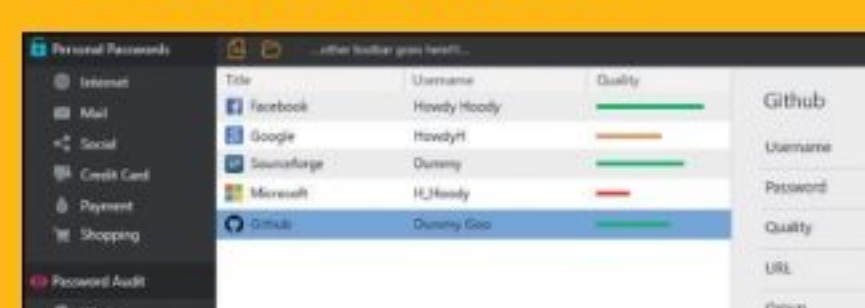 Personal Passwords
...other toolbar goes here!!!...
Internet
Mail
Social
Credit Card
Payment
Shopping
Password Audit
Title Username Quality
Facebook Howdy Hoody
Google HowdyH
Sourceforge Dummy
Microsoft H_Hoody
Github Dummy Goo
Github
Username
Password
Quality
URL
Group